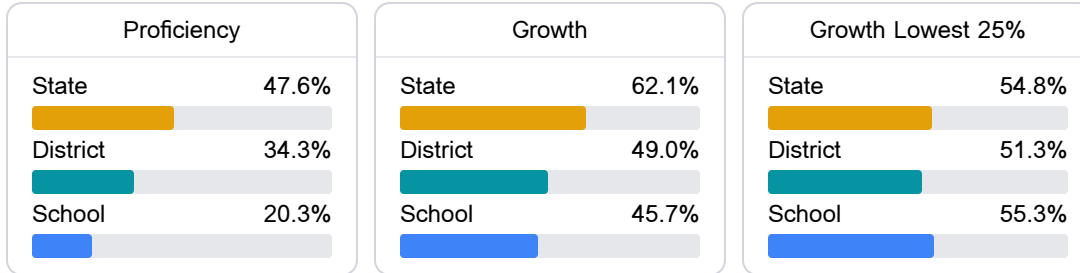 Proficiency
State 47.6%
District 34.3%
School 20.3%
Growth
State 62.1%
District 49.0%
School 45.7%
Growth Lowest 25%
State 54.8%
District 51.3%
School 55.3%